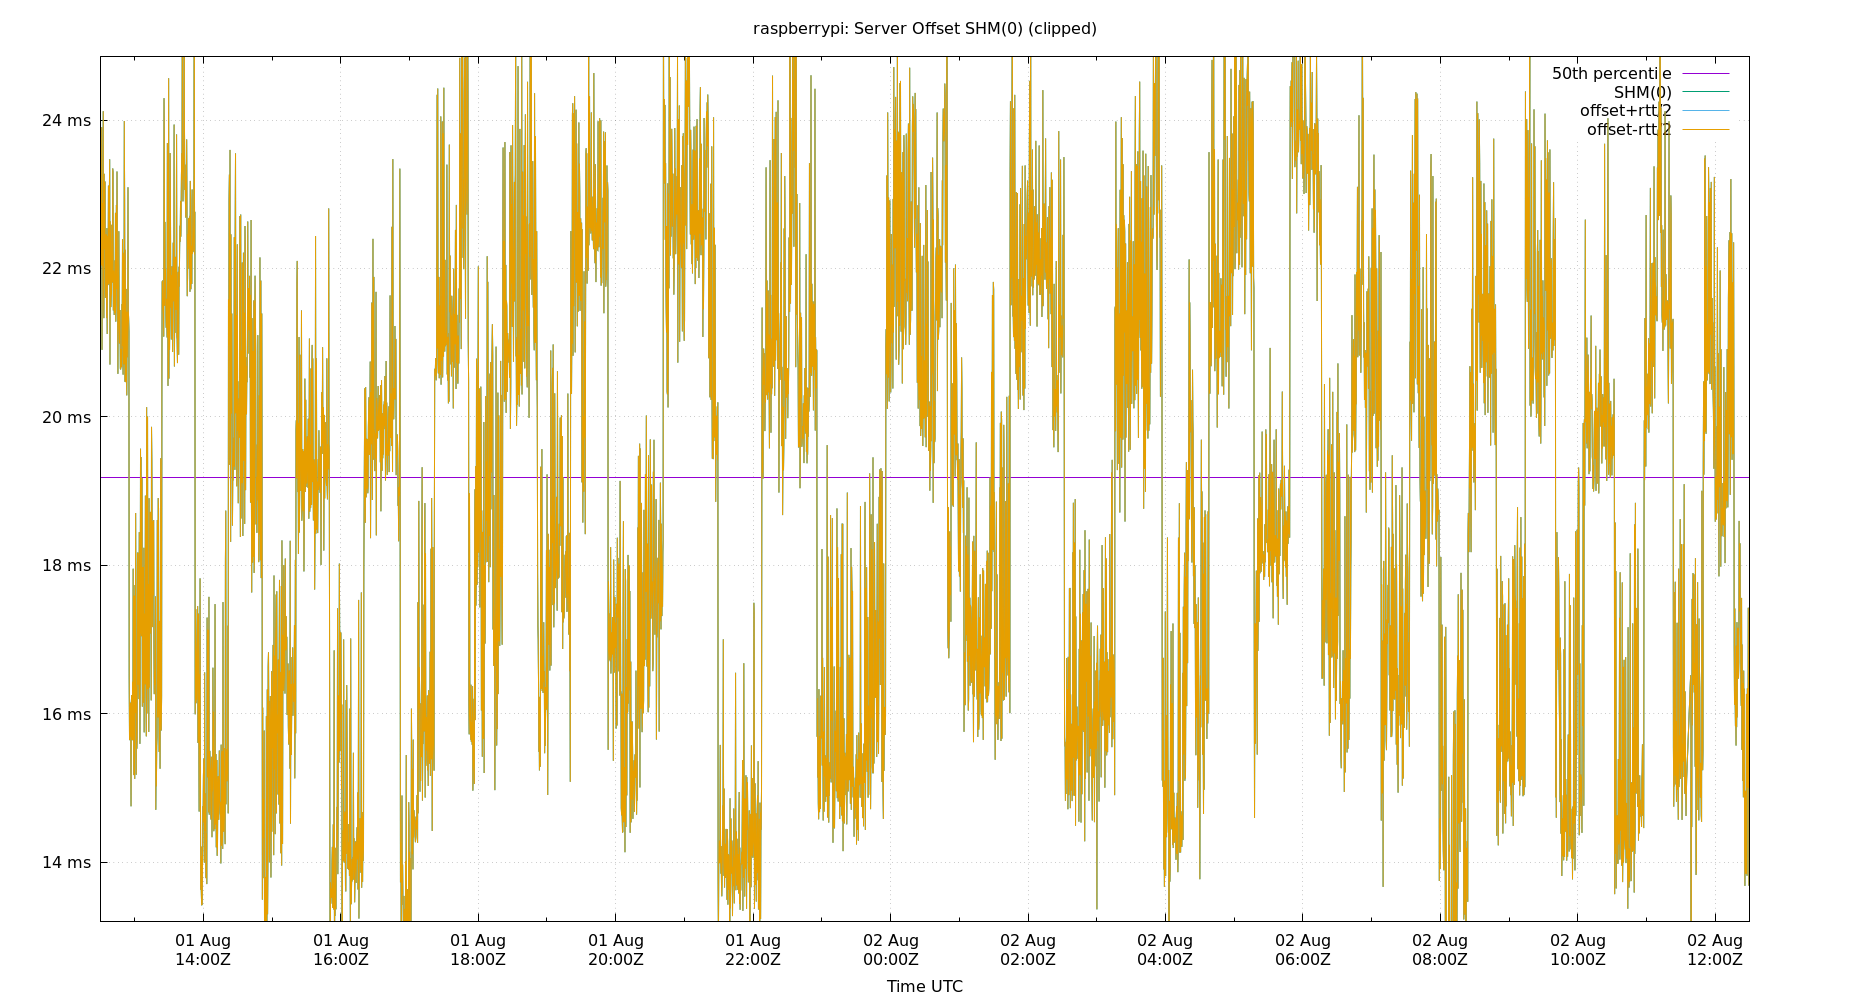 raspberrypi: Server Offset SHM(0) (clipped)
50th percentile
SHM(0)
offset+rtt/2
offset-rtt/2
24 ms
22 ms
20 ms
18 ms
16 ms
14 ms
01 Aug 01 Aug 01 Aug 01 Aug 01 Aug 02 Aug 02 Aug 02 Aug 02 Aug 02 Aug 02 Aug 02 Aug
14:00Z 16:00Z 18:00Z 20:00Z 22:00Z 00:00Z 02:00Z 04:00Z 06:00Z 08:00Z 10:00Z 12:00Z
Time UTC